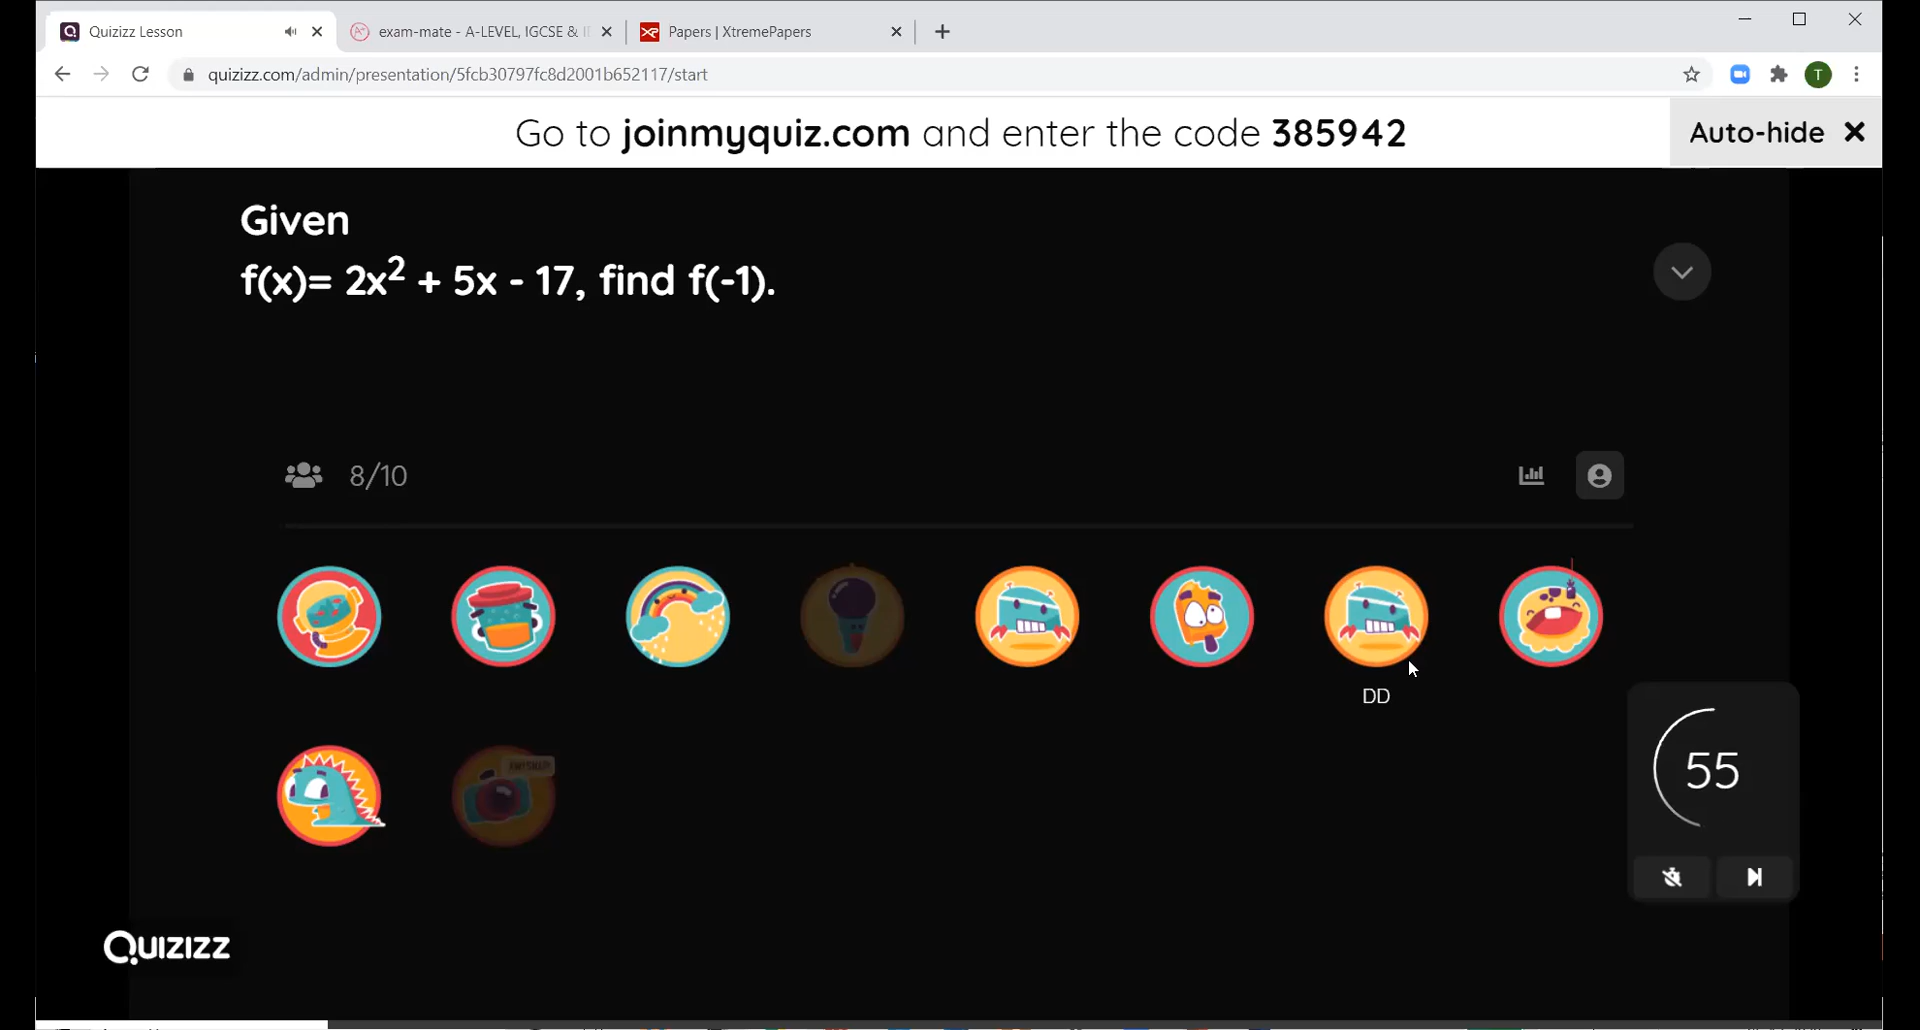 Quizizz Lesson
exam-mate - A-LEVEL, IGCSE &
Papers | XtremePapers
quizizz.com/admin/presentation/5fcb30797fc8d2001b652117/start
T
Go to joinmyquiz.com and enter the code 385942
Auto-hide
Given
f(x)= 2x² + 5x - 17, find f(-1).
8/10
DD
55
QUIZIZZ